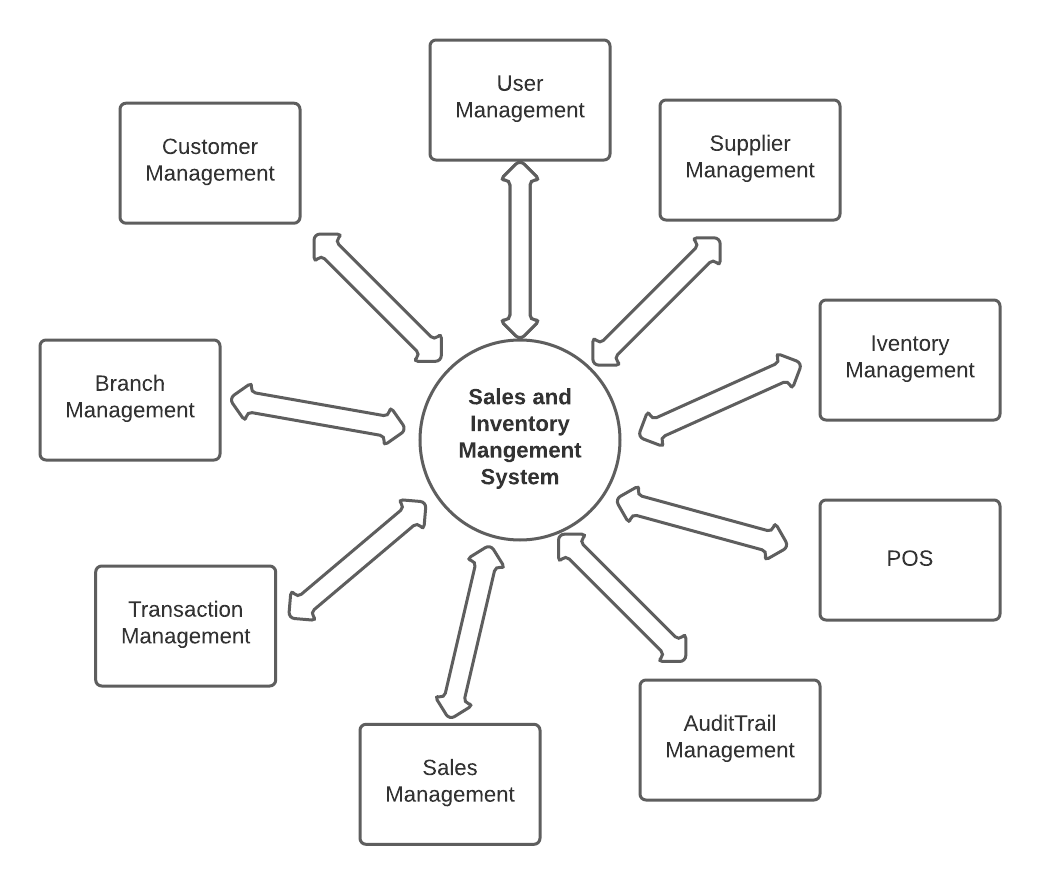 User
Management
Customer
Management
Supplier
Management
Iventory
Management
Branch
Management
Sales and
Inventory
Mangement
System
POS
Transaction
Management
AuditTrail
Management
Sales
Management